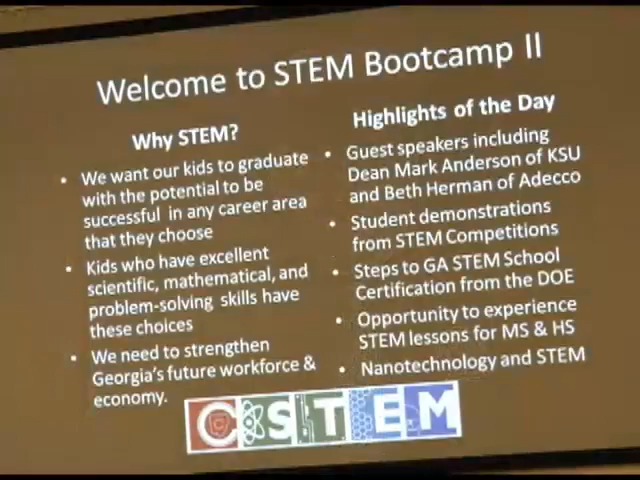 Welcome to STEM Bootcamp II
Why STEM?
• We want our kids to graduate
with the potential to be
successful in any career area
that they choose
• Kids who have excellent
scientific, mathematical, and
problem-solving skills have
these choices
• We need to strengthen
Georgia's future workforce &
economy.
Highlights of the Day
• Guest speakers including
Dean Mark Anderson of KSU
and Beth Herman of Adecco
• Student demonstrations
from STEM Competitions
• Steps to GA STEM School
Certification from the DOE
• Opportunity to experience
STEM lessons for MS & HS
• Nanotechnology and STEM
CSTEM